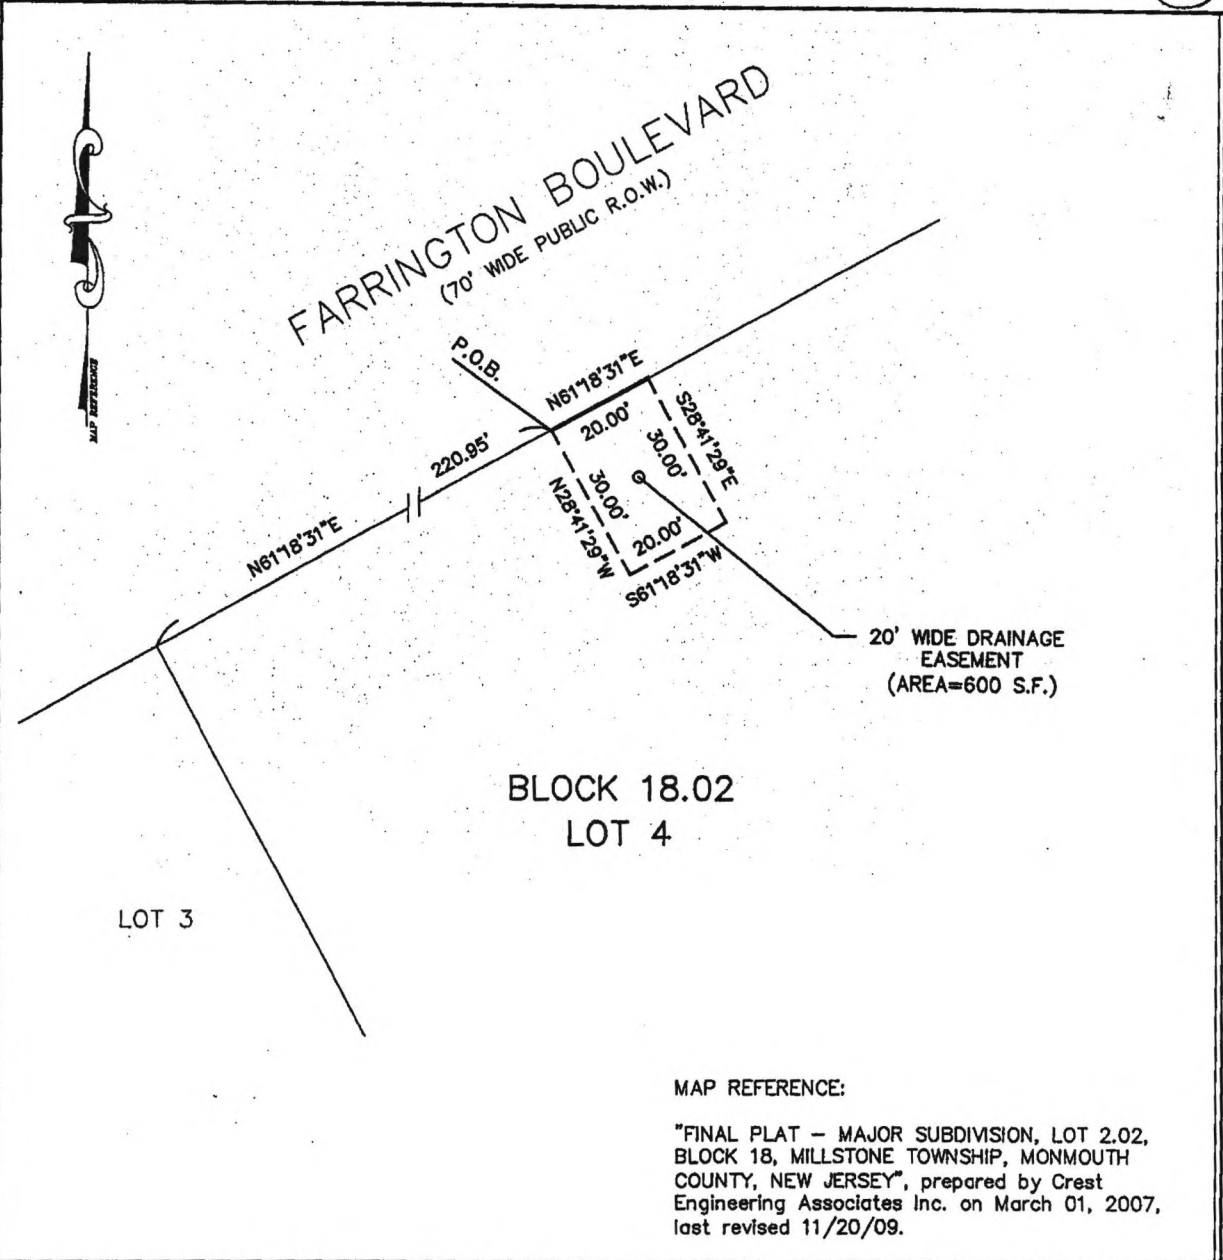 FARRINGTON BOULEVARD
(70' WIDE PUBLIC R.O.W.)
MAP REFERENCE
P.O.B.
N61°18'31"E
20.00'
S28°41'29"E
30.00'
220.95'
N61°18'31"E
30.00'
N28°41'29"W
20.00'
S61°18'31"W
20' WIDE DRAINAGE
EASEMENT
(AREA=600 S.F.)
BLOCK 18.02
LOT 4
LOT 3
MAP REFERENCE:
"FINAL PLAT – MAJOR SUBDIVISION, LOT 2.02,
BLOCK 18, MILLSTONE TOWNSHIP, MONMOUTH
COUNTY, NEW JERSEY", prepared by Crest
Engineering Associates Inc. on March 01, 2007,
last revised 11/20/09.